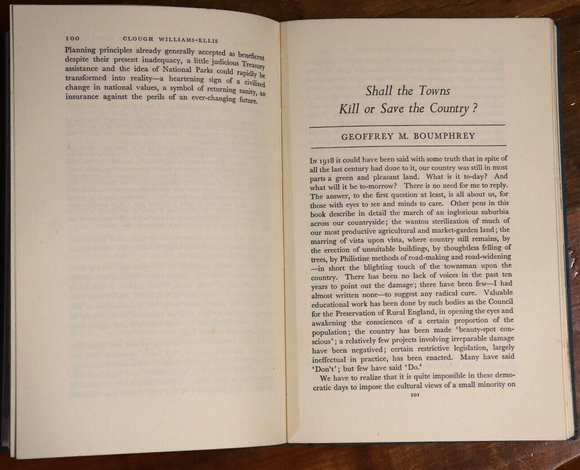 100 CLOUGH WILLIAMS-ELLIS
Planning principles already generally accepted as beneficent
despite their present inadequacy, a little judicious Treasury
assistance and the idea of National Parks could rapidly be
transformed into reality—a heartening sign of a civilized
change in national values, a symbol of returning sanity, an
insurance against the perils of an ever-changing future.
Shall the Towns
Kill or Save the Country?
GEOFFREY M. BOUMPHREY
IN 1918 it could have been said with some truth that in spite of
all the last century had done to it, our country was still in most
parts a green and pleasant land. What is it to-day? And
what will it be to-morrow? There is no need for me to reply.
The answer, to the first question at least, is all about us, for
those with eyes to see and minds to care. Other pens in this
book describe in detail the march of an inglorious suburbia
across our countryside; the wanton sterilization of much of
our most productive agricultural and market-garden land; the
marring of vista upon vista, where country still remains, by
the erection of unsuitable buildings, by thoughtless felling of
trees, by Philistine methods of road-making and road-widening
—in short the blighting touch of the townsman upon the
country. There has been no lack of voices in the past ten
years to point out the damage; there have been few—I had
almost written none—to suggest any radical cure. Valuable
educational work has been done by such bodies as the Council
for the Preservation of Rural England, in opening the eyes and
awakening the consciences of a certain proportion of the
population; the country has been made 'beauty-spot con-
scious'; a relatively few projects involving irreparable damage
have been negatived; certain restrictive legislation, largely
ineffectual in practice, has been enacted. Many have said
'Don't'; but few have said 'Do.'
We have to realize that it is quite impossible in these demo-
cratic days to impose the cultural views of a small minority on
101